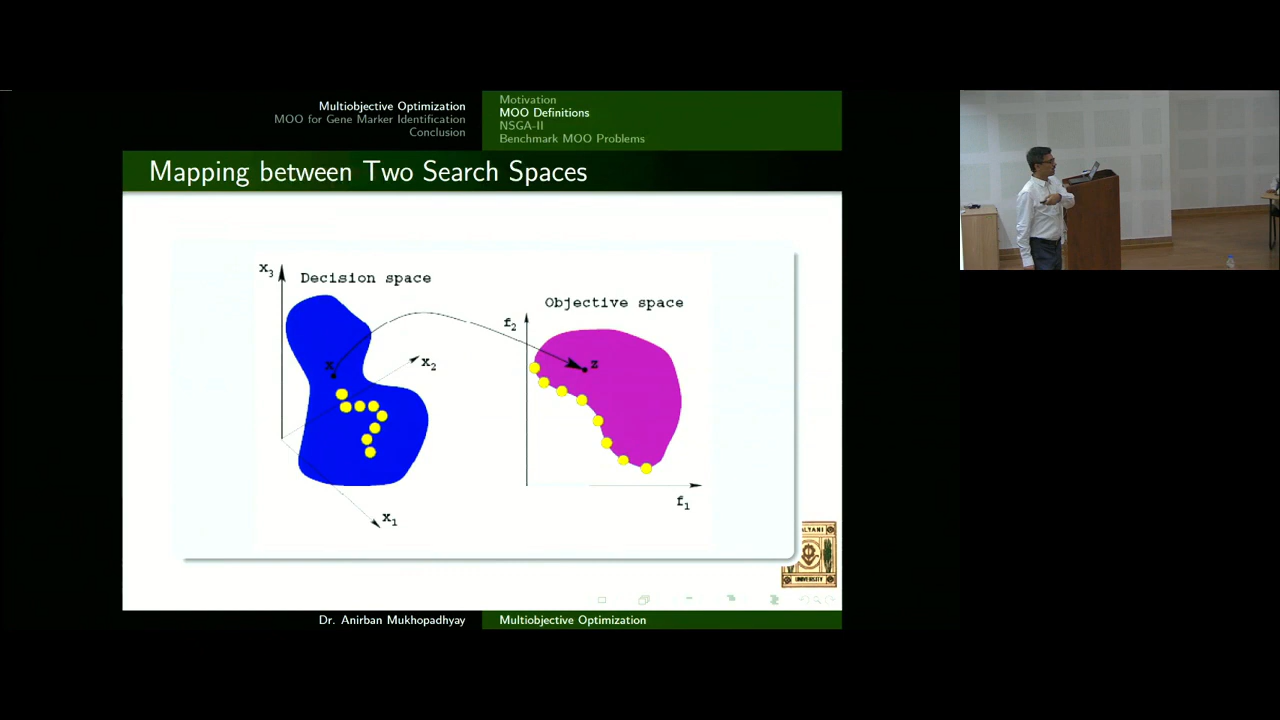 Multiobjective Optimization
MOO for Gene Marker Identification
Conclusion
Motivation
MOO Definitions
NSGA-II
Benchmark MOO Problems
Mapping between Two Search Spaces
x3
Decision space
x
x2
x1
Objective space
f2
z
f1
UNIVERSITY
Dr. Anirban Mukhopadhyay
Multiobjective Optimization